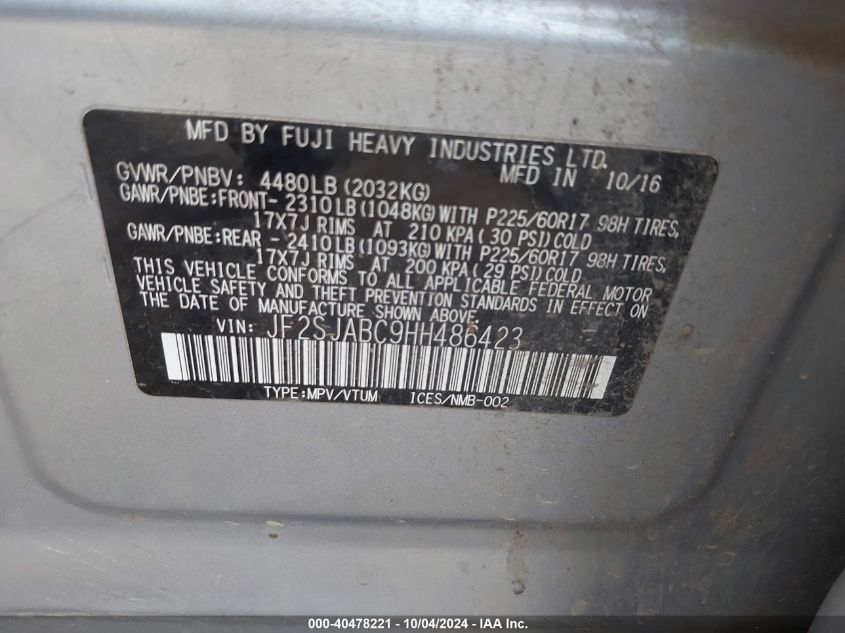 MFD BY FUJI HEAVY INDUSTRIES LTD.
MFD IN 10/16
GVWR/PNBV: 4480LB (2032KG)
GAWR/PNBE:FRONT- 2310LB (1048KG) WITH P225/60R17 98H TIRES,
17X7J RIMS AT 210 KPA (30 PSI) COLD
GAWR/PNBE:REAR - 2410LB (1093KG) WITH P225/60R17 98H TIRES,
17X7J RIMS AT 200 KPA (29 PSI) COLD
THIS VEHICLE CONFORMS TO ALL APPLICABLE FEDERAL MOTOR
VEHICLE SAFETY AND THEFT PREVENTION STANDARDS IN EFFECT ON
THE DATE OF MANUFACTURE SHOWN ABOVE.
VIN: JF2SJABC9HH486423
TYPE:MPV/VTUM ICES/NMB-002
000-40478221 - 10/04/2024 - IAA Inc.